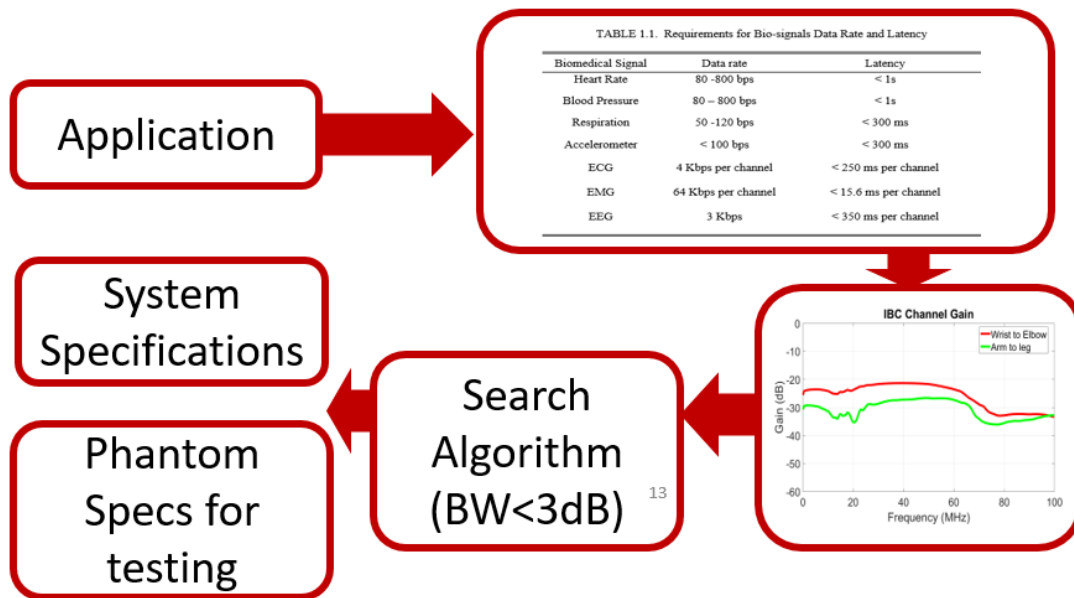 Application
TABLE 1.1. Requirements for Bio-signals Data Rate and Latency
Biomedical Signal Data rate Latency
Heart Rate 80 -800 bps < 1s
Blood Pressure 80 – 800 bps < 1s
Respiration 50 -120 bps < 300 ms
Accelerometer < 100 bps < 300 ms
ECG 4 Kbps per channel < 250 ms per channel
EMG 64 Kbps per channel < 15.6 ms per channel
EEG 3 Kbps < 350 ms per channel
IBC Channel Gain
Wrist to Elbow
Arm to leg
Gain (dB)
0
-10
-20
-30
-40
-50
-60
0 20 40 60 80 100
Frequency (MHz)
Search
Algorithm
(BW<3dB)
13
System
Specifications
Phantom
Specs for
testing